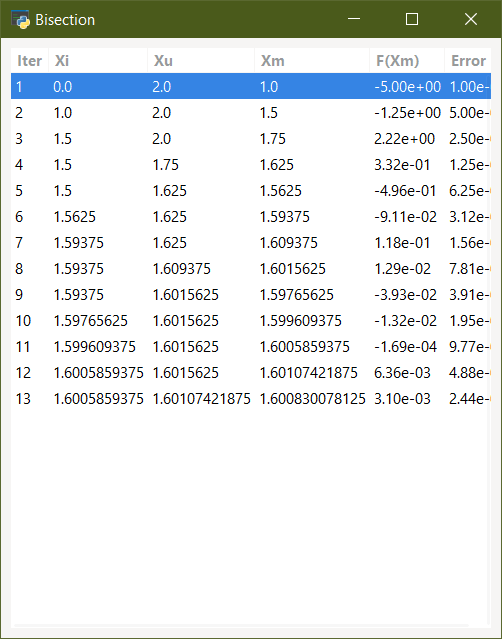 Bisection
Iter Xi Xu Xm F(Xm) Error
1 0.0 2.0 1.0 -5.00e+00 1.00e-
2 1.0 2.0 1.5 -1.25e+00 5.00e-
3 1.5 2.0 1.75 2.22e+00 2.50e-
4 1.5 1.75 1.625 3.32e-01 1.25e-
5 1.5 1.625 1.5625 -4.96e-01 6.25e-
6 1.5625 1.625 1.59375 -9.11e-02 3.12e-
7 1.59375 1.625 1.609375 1.18e-01 1.56e-
8 1.59375 1.609375 1.6015625 1.29e-02 7.81e-
9 1.59375 1.6015625 1.59765625 -3.93e-02 3.91e-
10 1.59765625 1.6015625 1.599609375 -1.32e-02 1.95e-
11 1.599609375 1.6015625 1.6005859375 -1.69e-04 9.77e-
12 1.6005859375 1.6015625 1.60107421875 6.36e-03 4.88e-
13 1.6005859375 1.60107421875 1.600830078125 3.10e-03 2.44e-